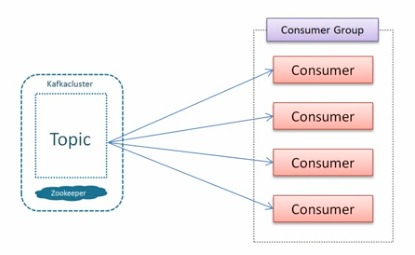 Kafkacluster
Topic
Zookeeper
Consumer Group
Consumer
Consumer
Consumer
Consumer